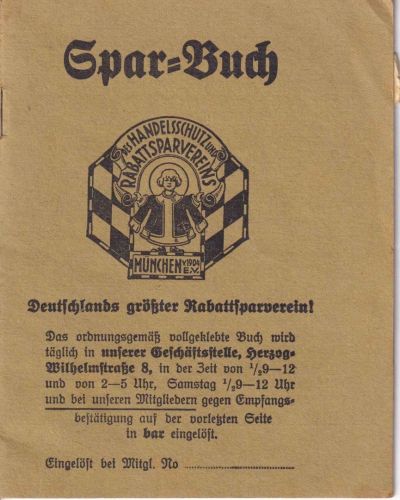 Spar=Buch
DES HANDELSSCHUTZ UND
RABATTSPARVEREINS
MÜNCHEN V. 1904 E.V.
Deutschlands größter Rabattsparverein!
Das ordnungsgemäß vollgeklebte Buch wird
täglich in unserer Geschäftsstelle, Herzog-
Wilhelmstraße 8, in der Zeit von 1/29—12
und von 2—5 Uhr, Samstag 1/29—12 Uhr
und bei unseren Mitgliedern gegen Empfangs-
bestätigung auf der vorletzten Seite
in bar eingelöst.
Eingelöst bei Mitgl. No